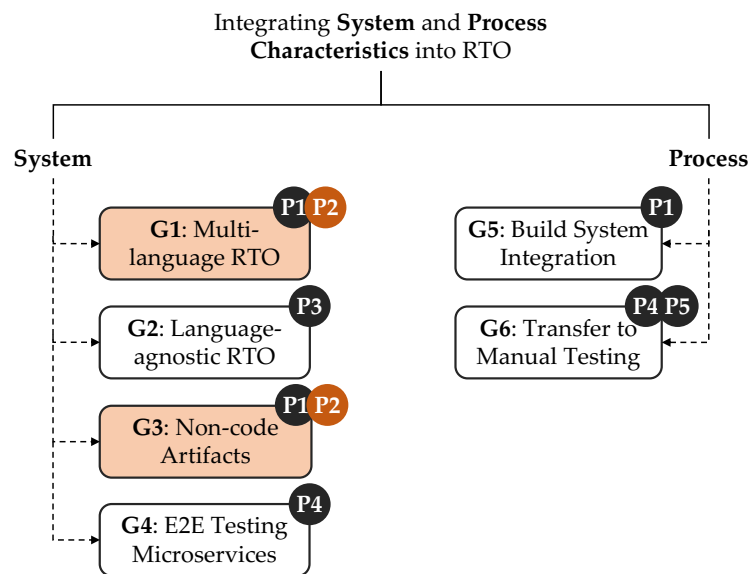 Integrating System and Process
Characteristics into RTO
System
Process
P1 P2
G1: Multi-
language RTO
P3
G2: Language-
agnostic RTO
P1 P2
G3: Non-code
Artifacts
P4
G4: E2E Testing
Microservices
P1
G5: Build System
Integration
P4 P5
G6: Transfer to
Manual Testing